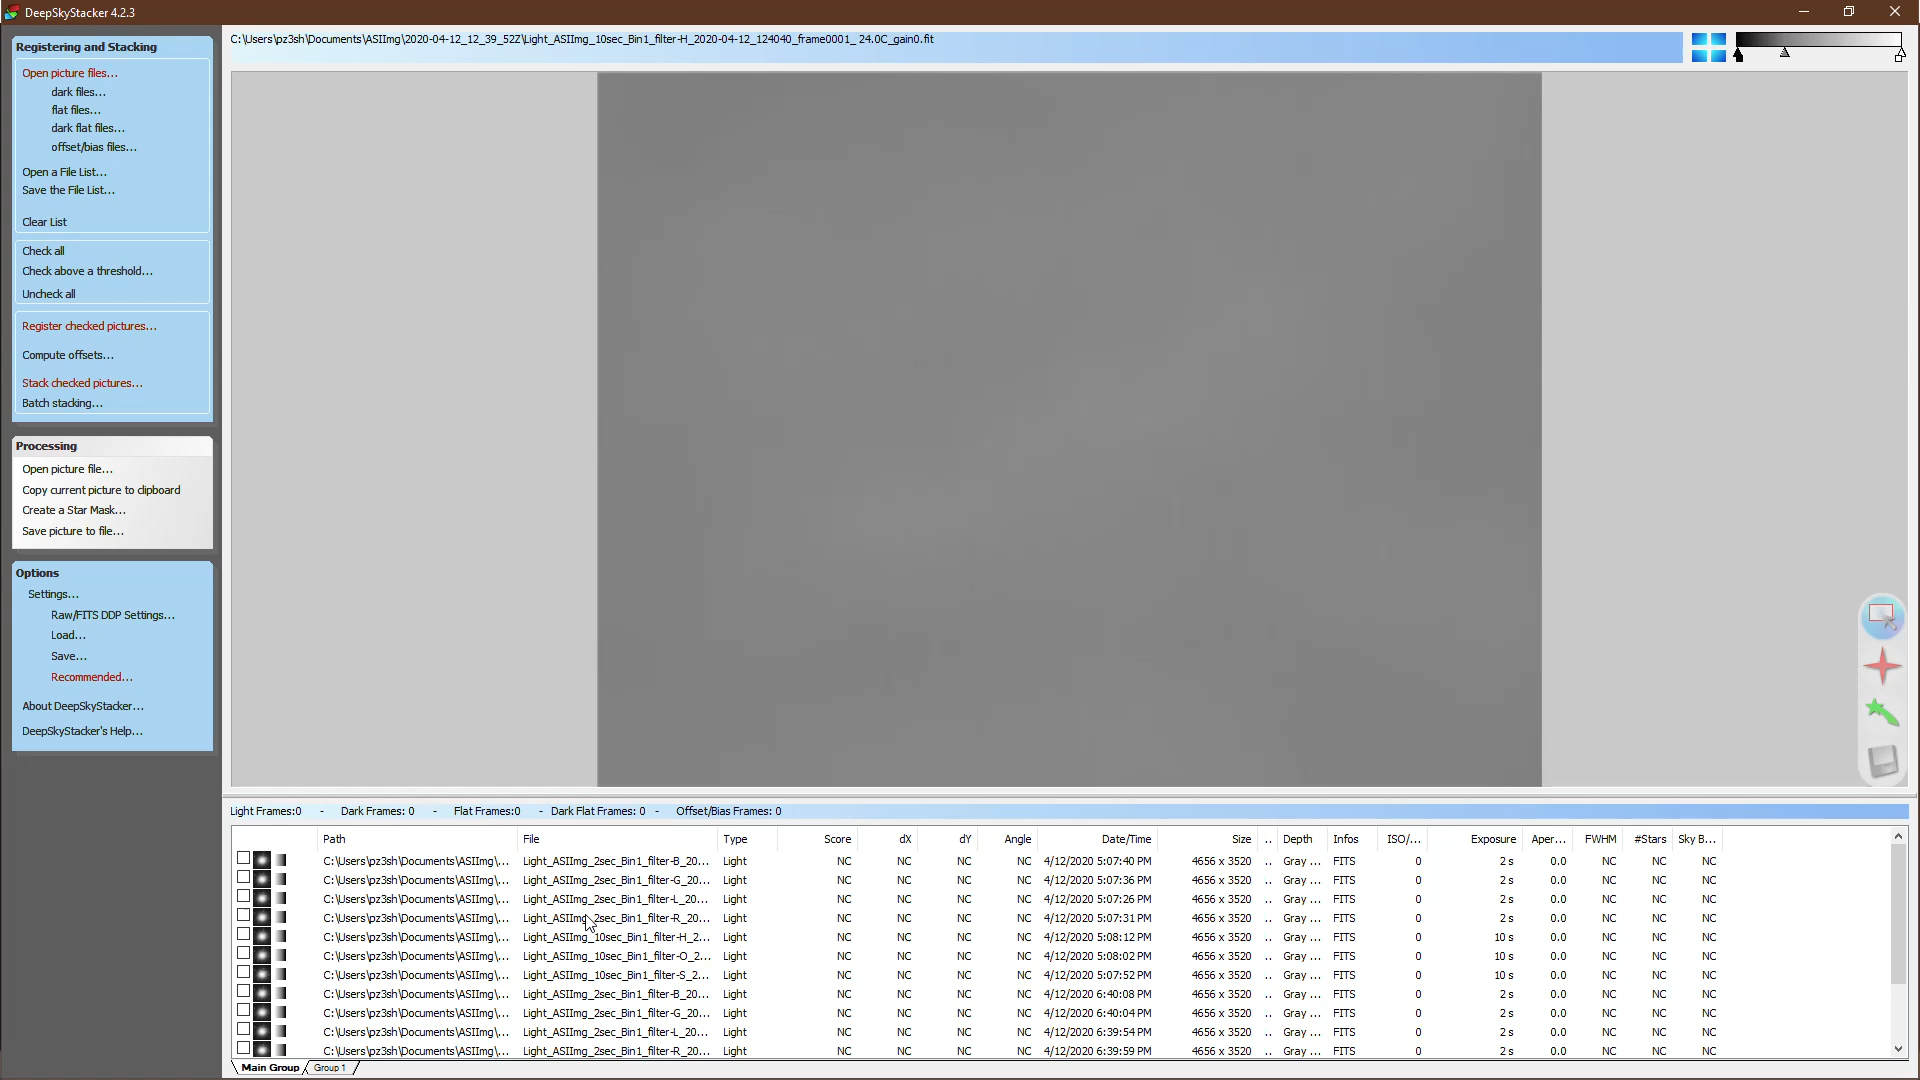 DeepSkyStacker 4.2.3
Registering and Stacking
Open picture files...
dark files...
flat files...
dark flat files...
offset/bias files...
Open a File List...
Save the File List...
Clear List
Check all
Check above a threshold...
Uncheck all
Register checked pictures...
Compute offsets...
Stack checked pictures...
Batch stacking...
Processing
Open picture file...
Copy current picture to clipboard
Create a Star Mask...
Save picture to file...
Options
Settings...
Raw/FITS DDP Settings...
Load...
Save...
Recommended...
About DeepSkyStacker...
DeepSkyStacker's Help...
C:\Users\pz3sh\Documents\ASIImg\2020-04-12_12_39_52Z\Light_ASIImg_10sec_Bin1_filter-H_2020-04-12_124040_frame0001_ 24.0C_gain0.fit
Light Frames:0 - Dark Frames: 0 - Flat Frames:0 - Dark Flat Frames: 0 - Offset/Bias Frames: 0
Path File Type Score dX dY Angle Date/Time Size .. Depth Infos ISO/... Exposure Aper... FWHM #Stars Sky B...
C:\Users\pz3sh\Documents\ASIImg\... Light_ASIImg_2sec_Bin1_filter-B_20... Light NC NC NC NC 4/12/2020 5:07:40 PM 4656 x 3520 .. Gray ... FITS 0 2 s 0.0 NC NC NC
C:\Users\pz3sh\Documents\ASIImg\... Light_ASIImg_2sec_Bin1_filter-G_20... Light NC NC NC NC 4/12/2020 5:07:36 PM 4656 x 3520 .. Gray ... FITS 0 2 s 0.0 NC NC NC
C:\Users\pz3sh\Documents\ASIImg\... Light_ASIImg_2sec_Bin1_filter-L_20... Light NC NC NC NC 4/12/2020 5:07:26 PM 4656 x 3520 .. Gray ... FITS 0 2 s 0.0 NC NC NC
C:\Users\pz3sh\Documents\ASIImg\... Light_ASIImg_2sec_Bin1_filter-R_20... Light NC NC NC NC 4/12/2020 5:07:31 PM 4656 x 3520 .. Gray ... FITS 0 2 s 0.0 NC NC NC
C:\Users\pz3sh\Documents\ASIImg\... Light_ASIImg_10sec_Bin1_filter-H_2... Light NC NC NC NC 4/12/2020 5:08:12 PM 4656 x 3520 .. Gray ... FITS 0 10 s 0.0 NC NC NC
C:\Users\pz3sh\Documents\ASIImg\... Light_ASIImg_10sec_Bin1_filter-O_2... Light NC NC NC NC 4/12/2020 5:08:02 PM 4656 x 3520 .. Gray ... FITS 0 10 s 0.0 NC NC NC
C:\Users\pz3sh\Documents\ASIImg\... Light_ASIImg_10sec_Bin1_filter-S_2... Light NC NC NC NC 4/12/2020 5:07:52 PM 4656 x 3520 .. Gray ... FITS 0 10 s 0.0 NC NC NC
C:\Users\pz3sh\Documents\ASIImg\... Light_ASIImg_2sec_Bin1_filter-B_20... Light NC NC NC NC 4/12/2020 6:40:08 PM 4656 x 3520 .. Gray ... FITS 0 2 s 0.0 NC NC NC
C:\Users\pz3sh\Documents\ASIImg\... Light_ASIImg_2sec_Bin1_filter-G_20... Light NC NC NC NC 4/12/2020 6:40:04 PM 4656 x 3520 .. Gray ... FITS 0 2 s 0.0 NC NC NC
C:\Users\pz3sh\Documents\ASIImg\... Light_ASIImg_2sec_Bin1_filter-L_20... Light NC NC NC NC 4/12/2020 6:39:54 PM 4656 x 3520 .. Gray ... FITS 0 2 s 0.0 NC NC NC
C:\Users\pz3sh\Documents\ASIImg\... Light_ASIImg_2sec_Bin1_filter-R_20... Light NC NC NC NC 4/12/2020 6:39:59 PM 4656 x 3520 .. Gray ... FITS 0 2 s 0.0 NC NC NC
Main Group Group 1